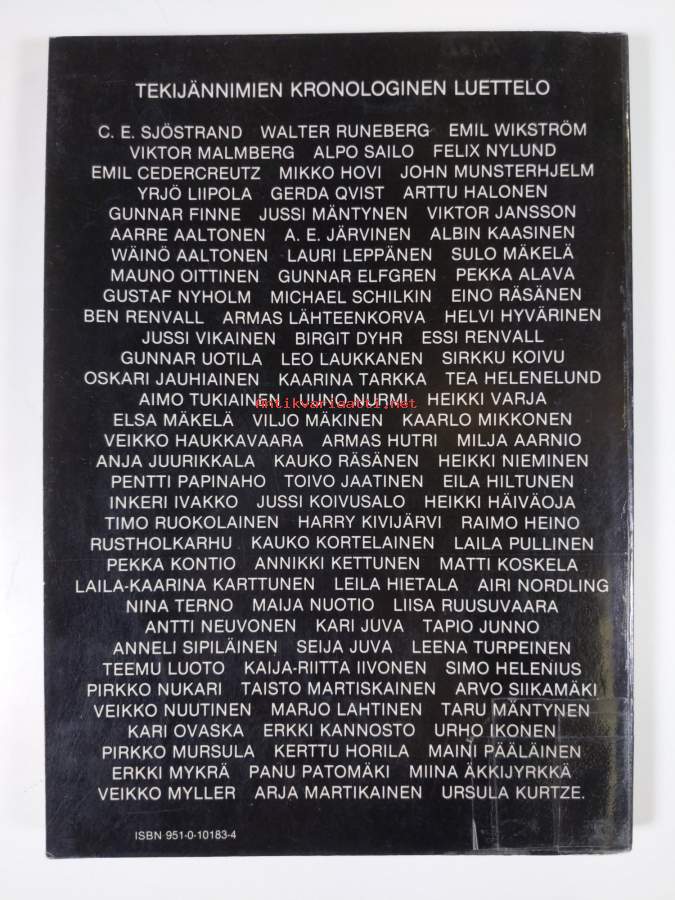 TEKIJÄNNIMIEN KRONOLOGINEN LUETTELO
C. E. SJÖSTRAND WALTER RUNEBERG EMIL WIKSTRÖM
VIKTOR MALMBERG ALPO SAILO FELIX NYLUND
EMIL CEDERCREUTZ MIKKO HOVI JOHN MUNSTERHJELM
YRJÖ LIIPOLA GERDA QVIST ARTTU HALONEN
GUNNAR FINNE JUSSI MÄNTYNEN VIKTOR JANSSON
AARRE AALTONEN A. E. JÄRVINEN ALBIN KAASINEN
WÄINÖ AALTONEN LAURI LEPPÄNEN SULO MÄKELÄ
MAUNO OITTINEN GUNNAR ELFGREN PEKKA ALAVA
GUSTAF NYHOLM MICHAEL SCHILKIN EINO RÄSÄNEN
BEN RENVALL ARMAS LÄHTEENKORVA HELVI HYVÄRINEN
JUSSI VIKAINEN BIRGIT DYHR ESSI RENVALL
GUNNAR UOTILA LEO LAUKKANEN SIRKKU KOIVU
OSKARI JAUHIAINEN KAARINA TARKKA TEA HELENELUND
AIMO TUKIAINEN JUNO NURMI HEIKKI VARJA
antikvariaatti.net
ELSA MÄKELÄ VILJO MÄKINEN KAARLO MIKKONEN
VEIKKO HAUKKAVAARA ARMAS HUTRI MILJA AARNIO
ANJA JUURIKKALA KAUKO RÄSÄNEN HEIKKI NIEMINEN
PENTTI PAPINAHO TOIVO JAATINEN EILA HILTUNEN
INKERI IVAKKO JUSSI KOIVUSALO HEIKKI HÄIVÄOJA
TIMO RUOKOLAINEN HARRY KIVIJÄRVI RAIMO HEINO
RUSTHOLKARHU KAUKO KORTELAINEN LAILA PULLINEN
PEKKA KONTIO ANNIKKI KETTUNEN MATTI KOSKELA
LAILA-KAARINA KARTTUNEN LEILA HIETALA AIRI NORDLING
NINA TERNO MAIJA NUOTIO LIISA RUUSUVAARA
ANTTI NEUVONEN KARI JUVA TAPIO JUNNO
ANNELI SIPILÄINEN SEIJA JUVA LEENA TURPEINEN
TEEMU LUOTO KAIJA-RIITTA IIVONEN SIMO HELENIUS
PIRKKO NUKARI TAISTO MARTISKAINEN ARVO SIIKAMÄKI
VEIKKO NUUTINEN MARJO LAHTINEN TARU MÄNTYNEN
KARI OVASKA ERKKI KANNOSTO URHO IKONEN
PIRKKO MURSULA KERTTU HORILA MAINI PÄÄLÄINEN
ERKKI MYKRÄ PANU PATOMÄKI MIINA ÄKKIJYRKKÄ
VEIKKO MYLLER ARJA MARTIKAINEN URSULA KURTZE.
ISBN 951-0-10183-4